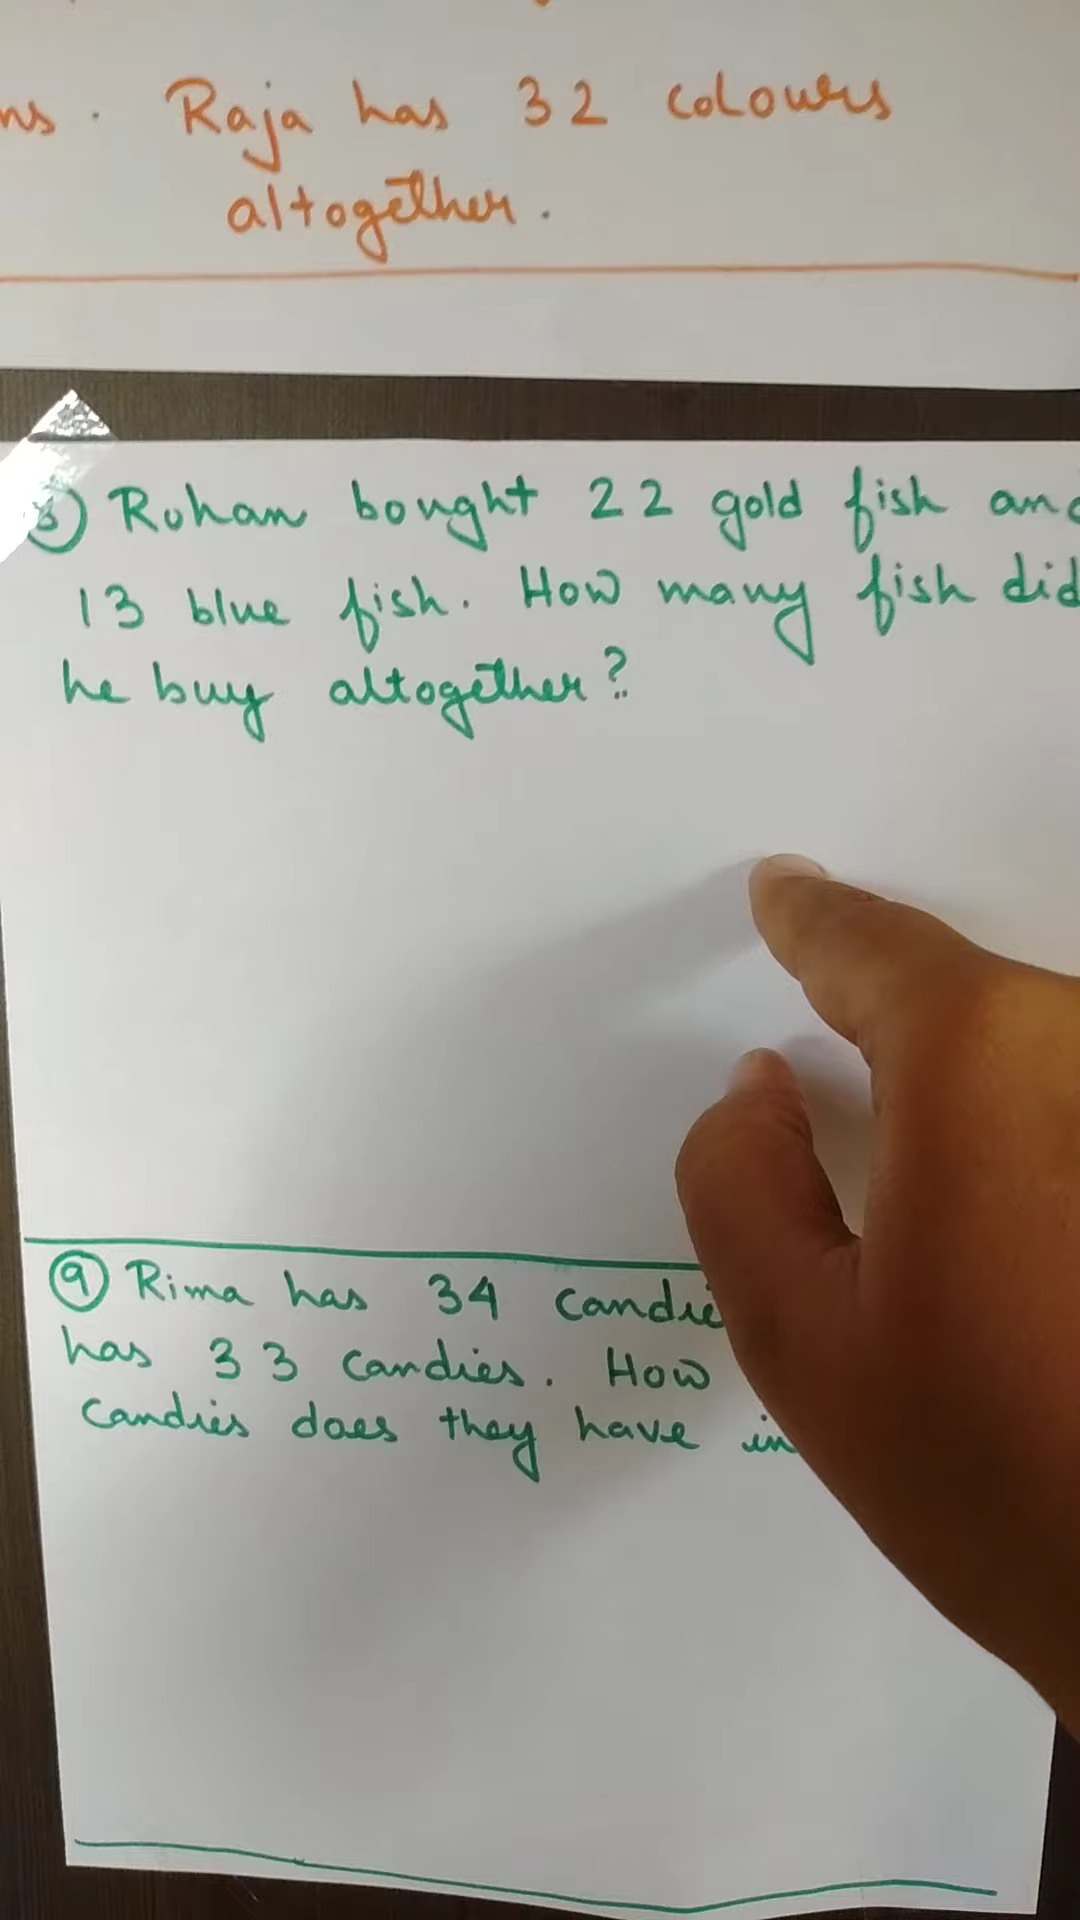 ns. Raja has 32 colours
altogether.
8) Rohan bought 22 gold fish and
13 blue fish. How many fish did
he buy altogether?
9 Rima has 34 candie
has 33 candies. How
candies does they have in